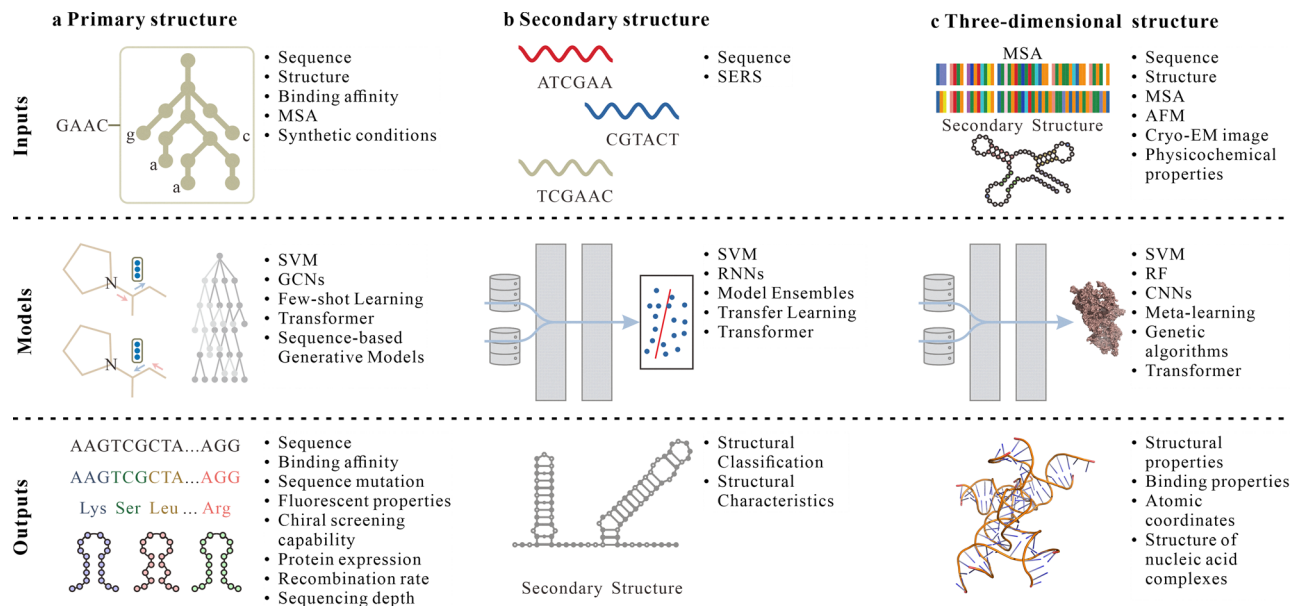 a Primary structure
b Secondary structure
c Three-dimensional structure
Inputs
GAAC
g
c
a
a
• Sequence
• Structure
• Binding affinity
• MSA
• Synthetic conditions
ATCGAA
CGTACT
TCGAAC
• Sequence
• SERS
MSA
Secondary Structure
• Sequence
• Structure
• MSA
• AFM
• Cryo-EM image
• Physicochemical
properties
Models
N
N
• SVM
• GCNs
• Few-shot Learning
• Transformer
• Sequence-based
Generative Models
• SVM
• RNNs
• Model Ensembles
• Transfer Learning
• Transformer
• SVM
• RF
• CNNs
• Meta-learning
• Genetic
algorithms
• Transformer
Outputs
AAGTCGCTA...AGG
AAGTCGCTA...AGG
Lys Ser Leu ... Arg
• Sequence
• Binding affinity
• Sequence mutation
• Fluorescent properties
• Chiral screening
capability
• Protein expression
• Recombination rate
• Sequencing depth
Secondary Structure
• Structural
Classification
• Structural
Characteristics
• Structural
properties
• Binding properties
• Atomic
coordinates
• Structure of
nucleic acid
complexes